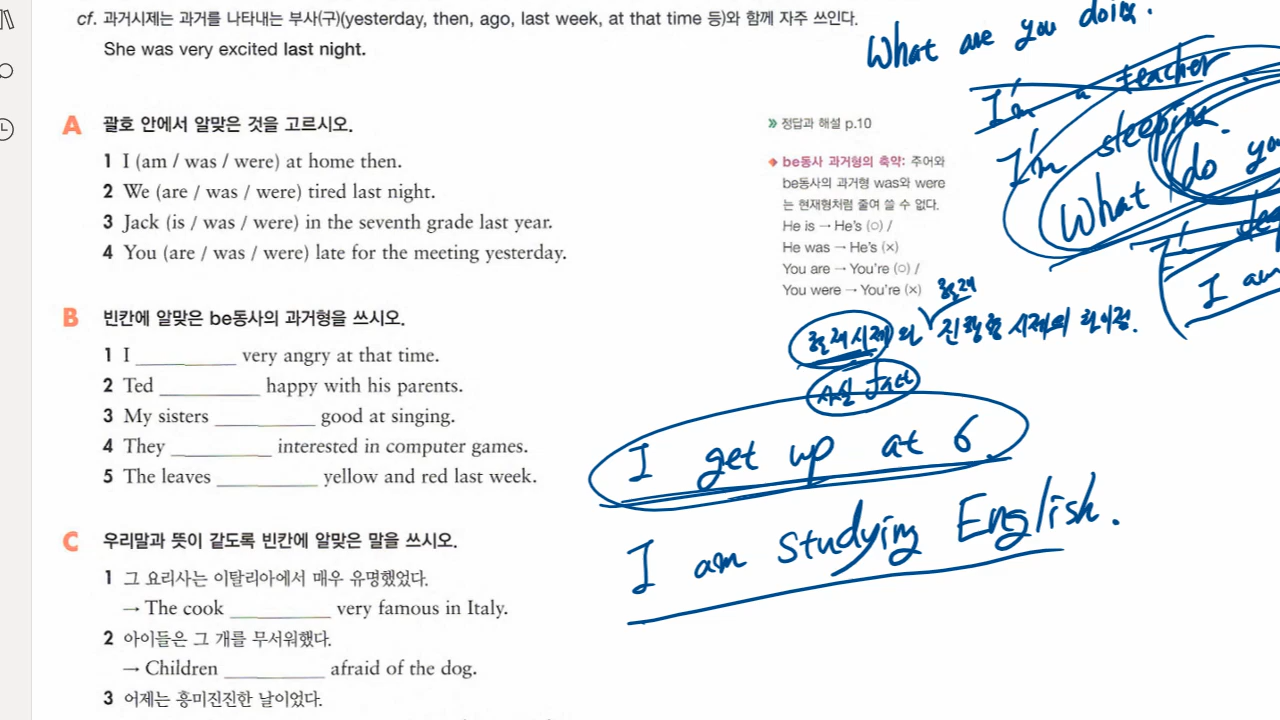 cf. 과거시제는 과거를 나타내는 부사(구)(yesterday, then, ago, last week, at that time 등)와 함께 자주 쓰인다.
She was very excited last night.
A 괄호 안에서 알맞은 것을 고르시오.
1 I (am / was / were) at home then.
2 We (are / was / were) tired last night.
3 Jack (is / was / were) in the seventh grade last year.
4 You (are / was / were) late for the meeting yesterday.
B 빈칸에 알맞은 be동사의 과거형을 쓰시오.
1 I __________ very angry at that time.
2 Ted __________ happy with his parents.
3 My sisters __________ good at singing.
4 They __________ interested in computer games.
5 The leaves __________ yellow and red last week.
C 우리말과 뜻이 같도록 빈칸에 알맞은 말을 쓰시오.
1 그 요리사는 이탈리아에서 매우 유명했었다.
→ The cook __________ very famous in Italy.
2 아이들은 그 개를 무서워했다.
→ Children __________ afraid of the dog.
3 어제는 흥미진진한 날이었다.
» 정답과 해설 p.10
be동사 과거형의 축약: 주어와
be동사의 과거형 was와 were
는 현재형처럼 줄여 쓸 수 없다.
He is → He's (○) /
He was → He's (×)
You are → You're (○) /
You were → You're (×)
What are you doing.
I'm a teacher
I'm sleeping.
What do you
I'm
I am
현재
현재시제와 진행형 시제의 차이점.
사실 fact
I get up at 6.
I am studying English.